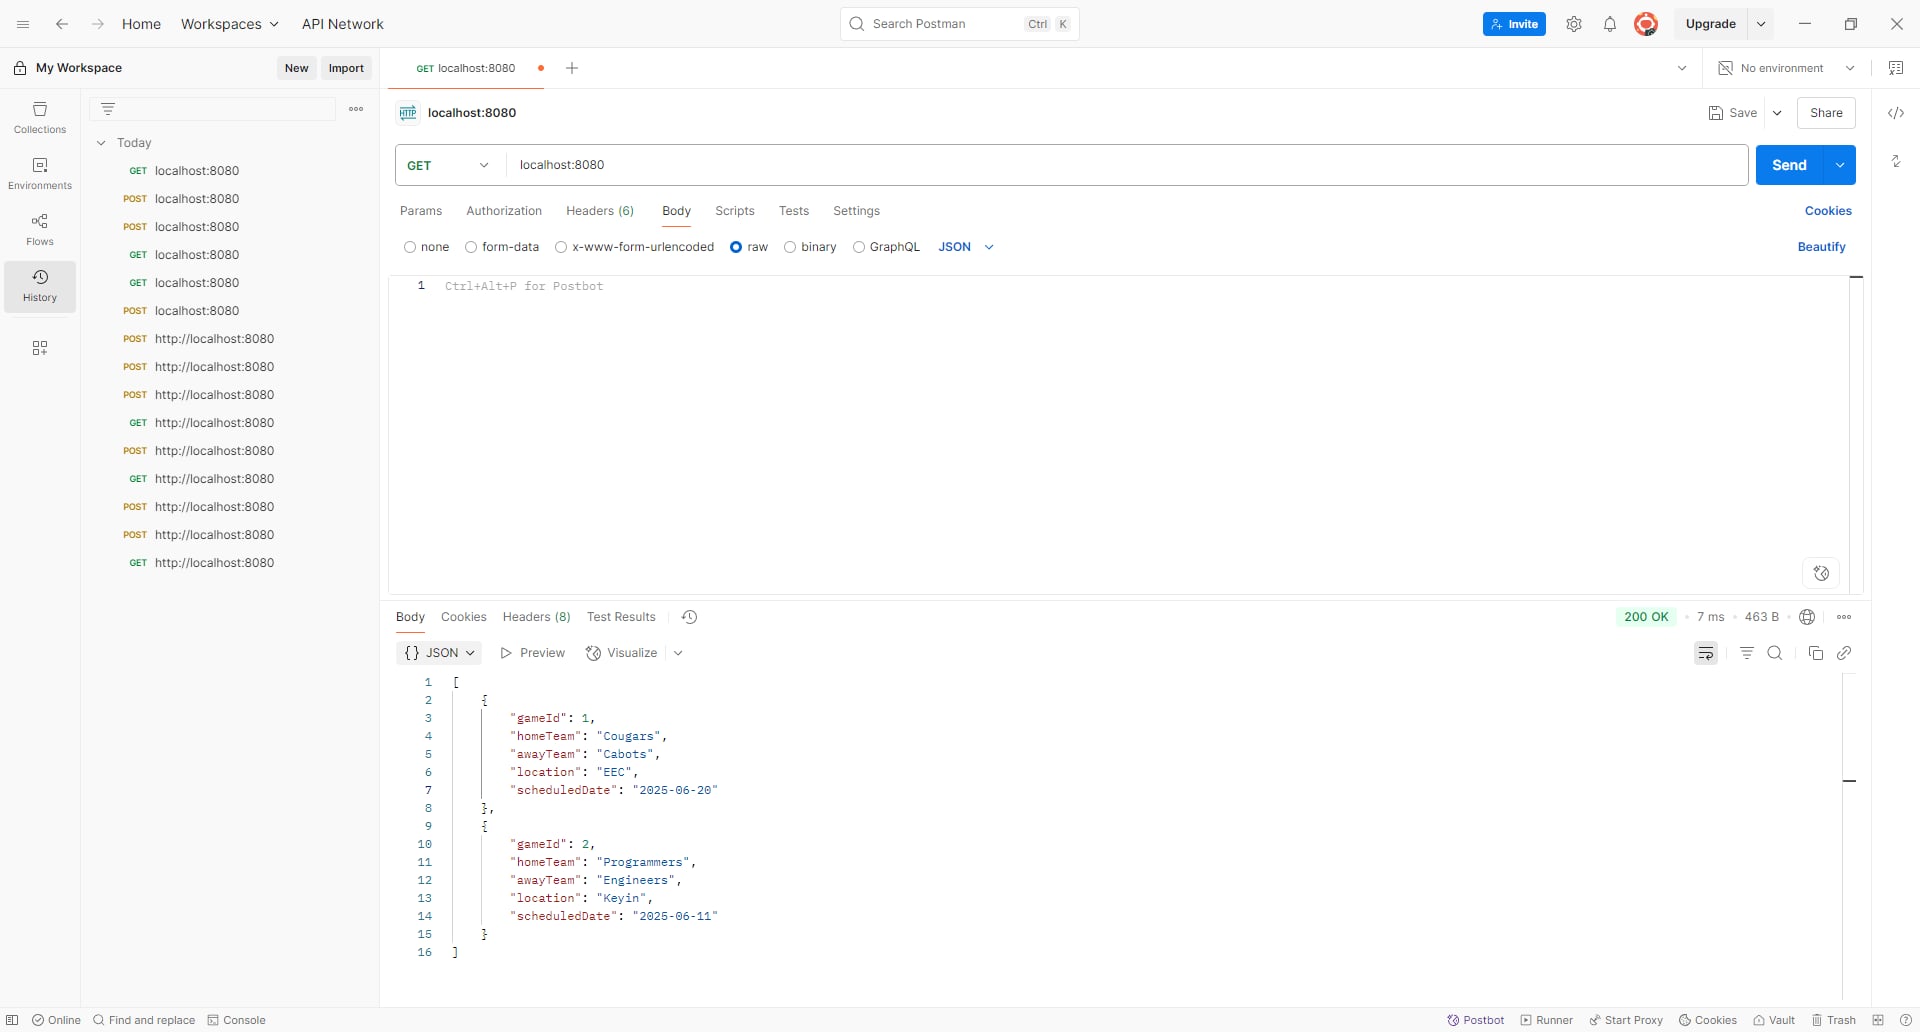 Home Workspaces API Network Search Postman Ctrl K Invite Upgrade
My Workspace New Import GET localhost:8080 No environment
Collections
Environments
Flows
History
Today
GET localhost:8080
POST localhost:8080
POST localhost:8080
GET localhost:8080
GET localhost:8080
POST localhost:8080
POST http://localhost:8080
POST http://localhost:8080
POST http://localhost:8080
GET http://localhost:8080
POST http://localhost:8080
GET http://localhost:8080
POST http://localhost:8080
POST http://localhost:8080
GET http://localhost:8080
HTTP localhost:8080 Save Share
GET localhost:8080 Send
Params Authorization Headers (6) Body Scripts Tests Settings Cookies
none form-data x-www-form-urlencoded raw binary GraphQL JSON Beautify
1 Ctrl+Alt+P for Postbot
Body Cookies Headers (8) Test Results 200 OK • 7 ms • 463 B •
{} JSON Preview Visualize
1 [
2 {
3 "gameId": 1,
4 "homeTeam": "Cougars",
5 "awayTeam": "Cabots",
6 "location": "EEC",
7 "scheduledDate": "2025-06-20"
8 },
9 {
10 "gameId": 2,
11 "homeTeam": "Programmers",
12 "awayTeam": "Engineers",
13 "location": "Keyin",
14 "scheduledDate": "2025-06-11"
15 }
16 ]
Online Find and replace Console Postbot Runner Start Proxy Cookies Vault Trash